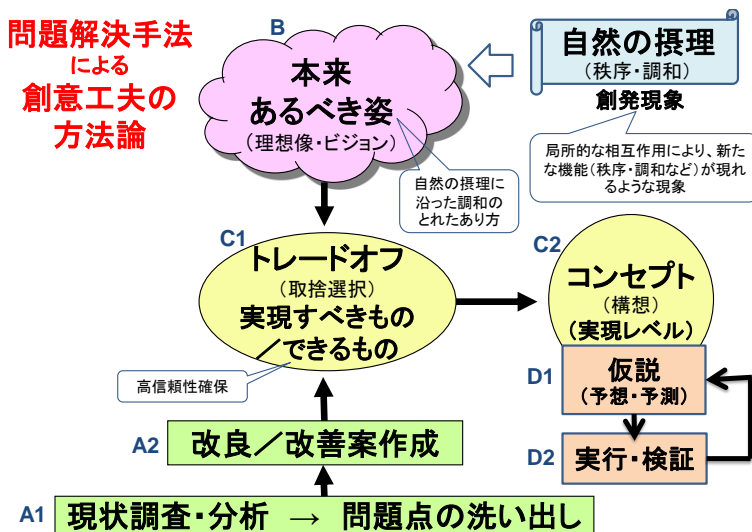 問題解決手法
による
創意工夫の
方法論
B
本来
あるべき姿
(理想像・ビジョン)
自然の摂理
(秩序・調和)
創発現象
局所的な相互作用により、新た
な機能(秩序・調和など)が現れ
るような現象
自然の摂理に
沿った調和の
とれたあり方
C1
トレードオフ
(取捨選択)
実現すべきもの
／できるもの
高信頼性確保
C2
コンセプト
(構想)
(実現レベル)
D1
仮説
(予想・予測)
D2
実行・検証
A2
改良／改善案作成
A1
現状調査・分析 → 問題点の洗い出し